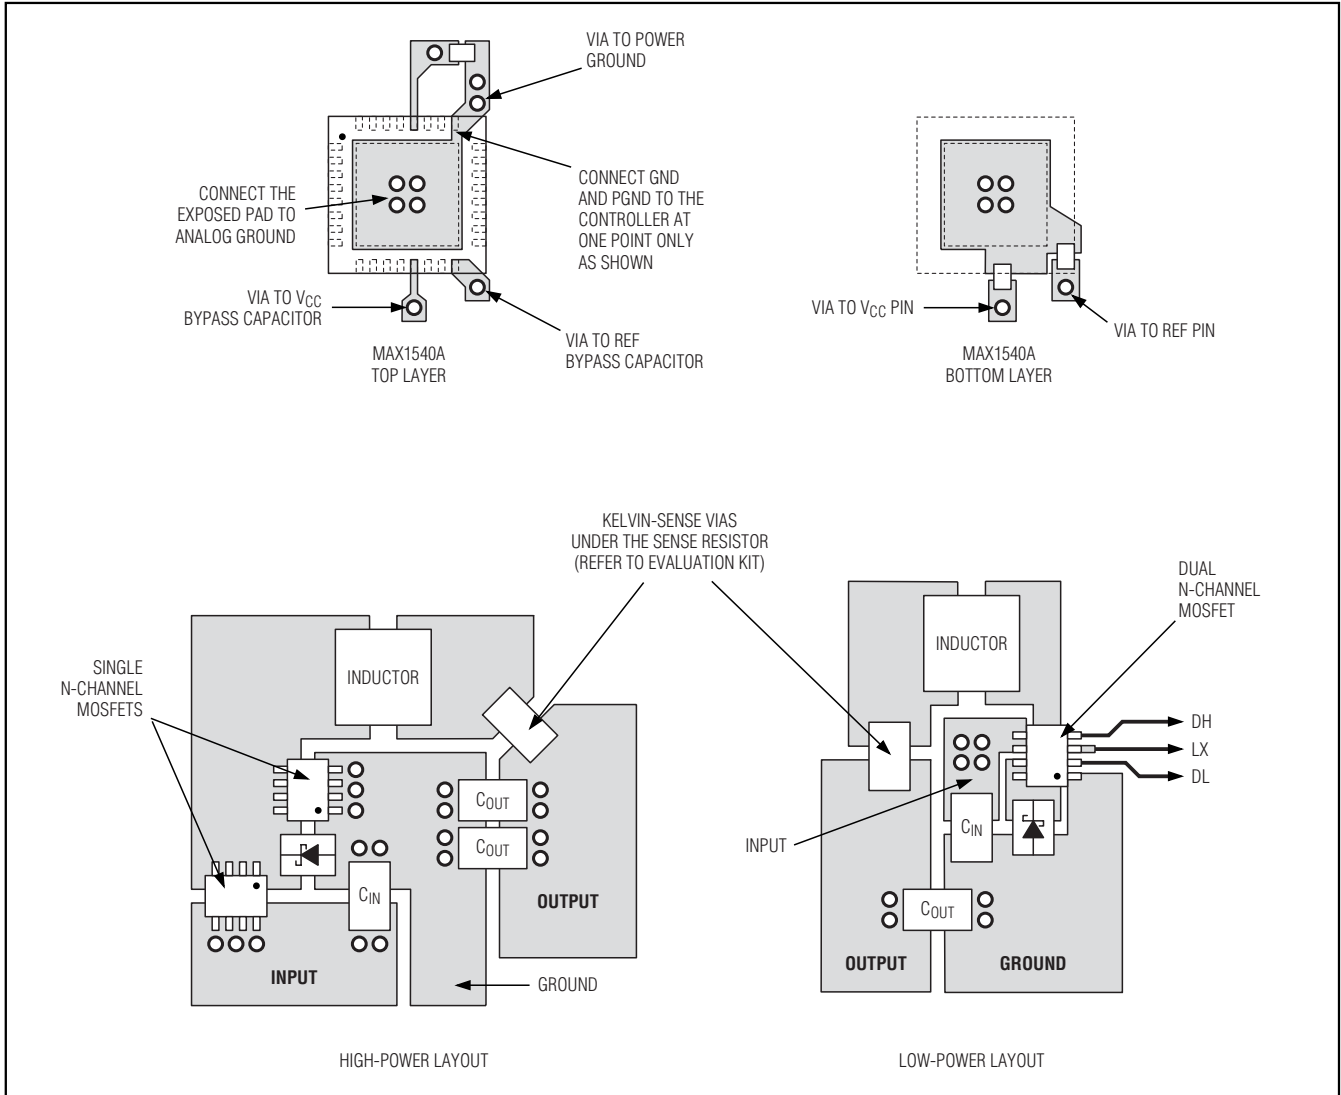 VIA TO POWER
GROUND
CONNECT THE
EXPOSED PAD TO
ANALOG GROUND
CONNECT GND
AND PGND TO THE
CONTROLLER AT
ONE POINT ONLY
AS SHOWN
VIA TO VCC
BYPASS CAPACITOR
VIA TO REF
BYPASS CAPACITOR
MAX1540A
TOP LAYER
VIA TO VCC PIN
VIA TO REF PIN
MAX1540A
BOTTOM LAYER
KELVIN-SENSE VIAS
UNDER THE SENSE RESISTOR
(REFER TO EVALUATION KIT)
SINGLE
N-CHANNEL
MOSFETS
INDUCTOR
COUT
COUT
CIN
OUTPUT
INPUT
GROUND
HIGH-POWER LAYOUT
DUAL
N-CHANNEL
MOSFET
INDUCTOR
DH
LX
DL
INPUT
CIN
COUT
OUTPUT
GROUND
LOW-POWER LAYOUT